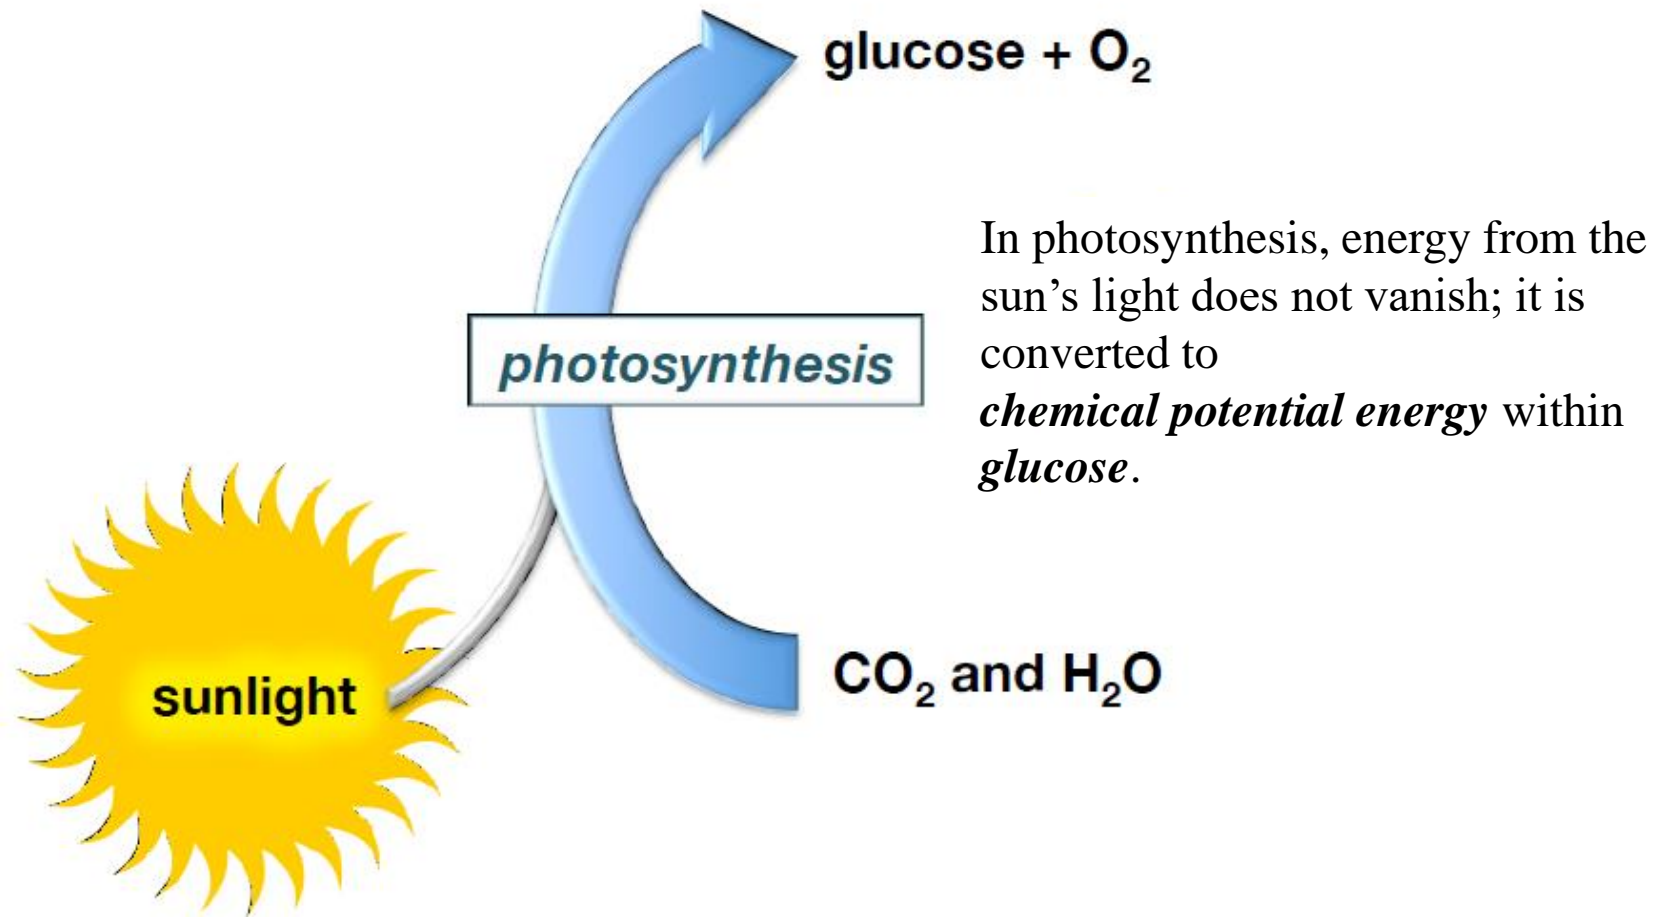 glucose + O₂
In photosynthesis, energy from the
sun’s light does not vanish; it is
converted to
chemical potential energy within
glucose.
photosynthesis
sunlight
CO₂ and H₂O